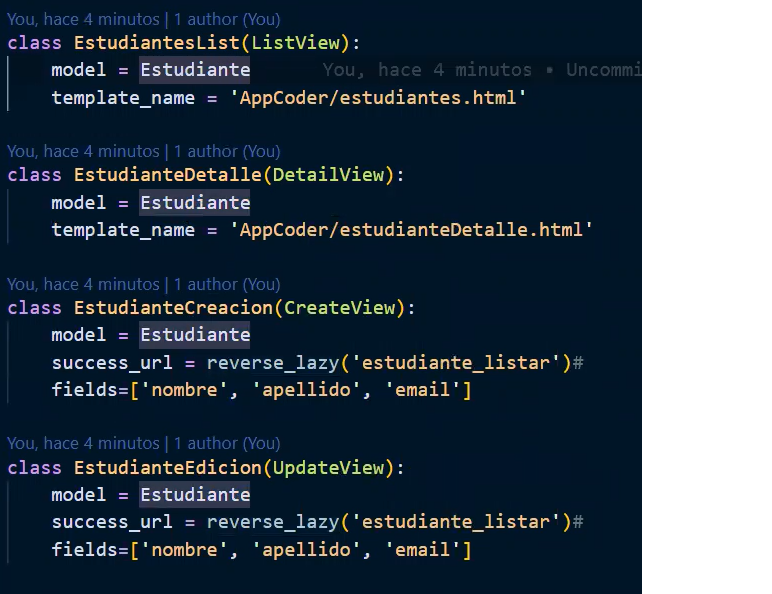 You, hace 4 minutos | 1 author (You)
class EstudiantesList(ListView):
    model = Estudiante You, hace 4 minutos • Uncommi
    template_name = 'AppCoder/estudiantes.html'
You, hace 4 minutos | 1 author (You)
class EstudianteDetalle(DetailView):
    model = Estudiante
    template_name = 'AppCoder/estudianteDetalle.html'
You, hace 4 minutos | 1 author (You)
class EstudianteCreacion(CreateView):
    model = Estudiante
    success_url = reverse_lazy('estudiante_listar')#
    fields=['nombre', 'apellido', 'email']
You, hace 4 minutos | 1 author (You)
class EstudianteEdicion(UpdateView):
    model = Estudiante
    success_url = reverse_lazy('estudiante_listar')#
    fields=['nombre', 'apellido', 'email']